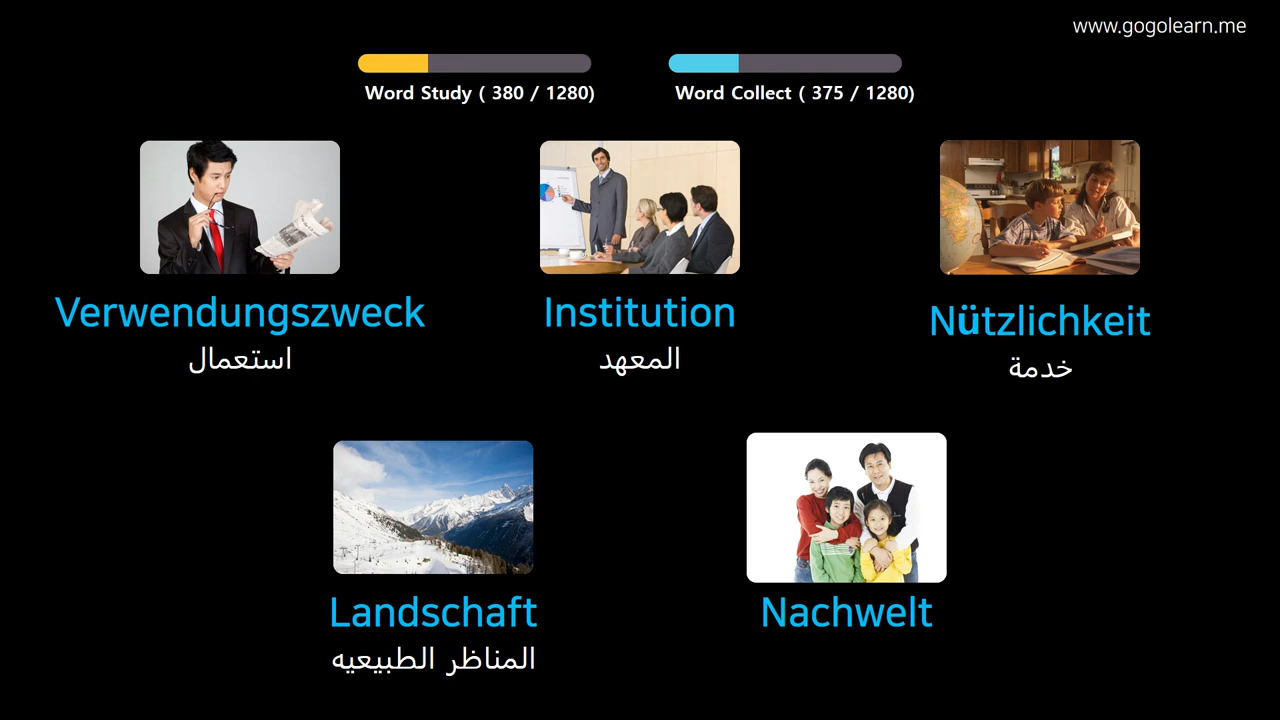 www.gogolearn.me
Word Study ( 380 / 1280)
Word Collect ( 375 / 1280)
Verwendungszweck
استعمال
Institution
المعهد
Nützlichkeit
خدمة
Landschaft
المناظر الطبيعيه
Nachwelt